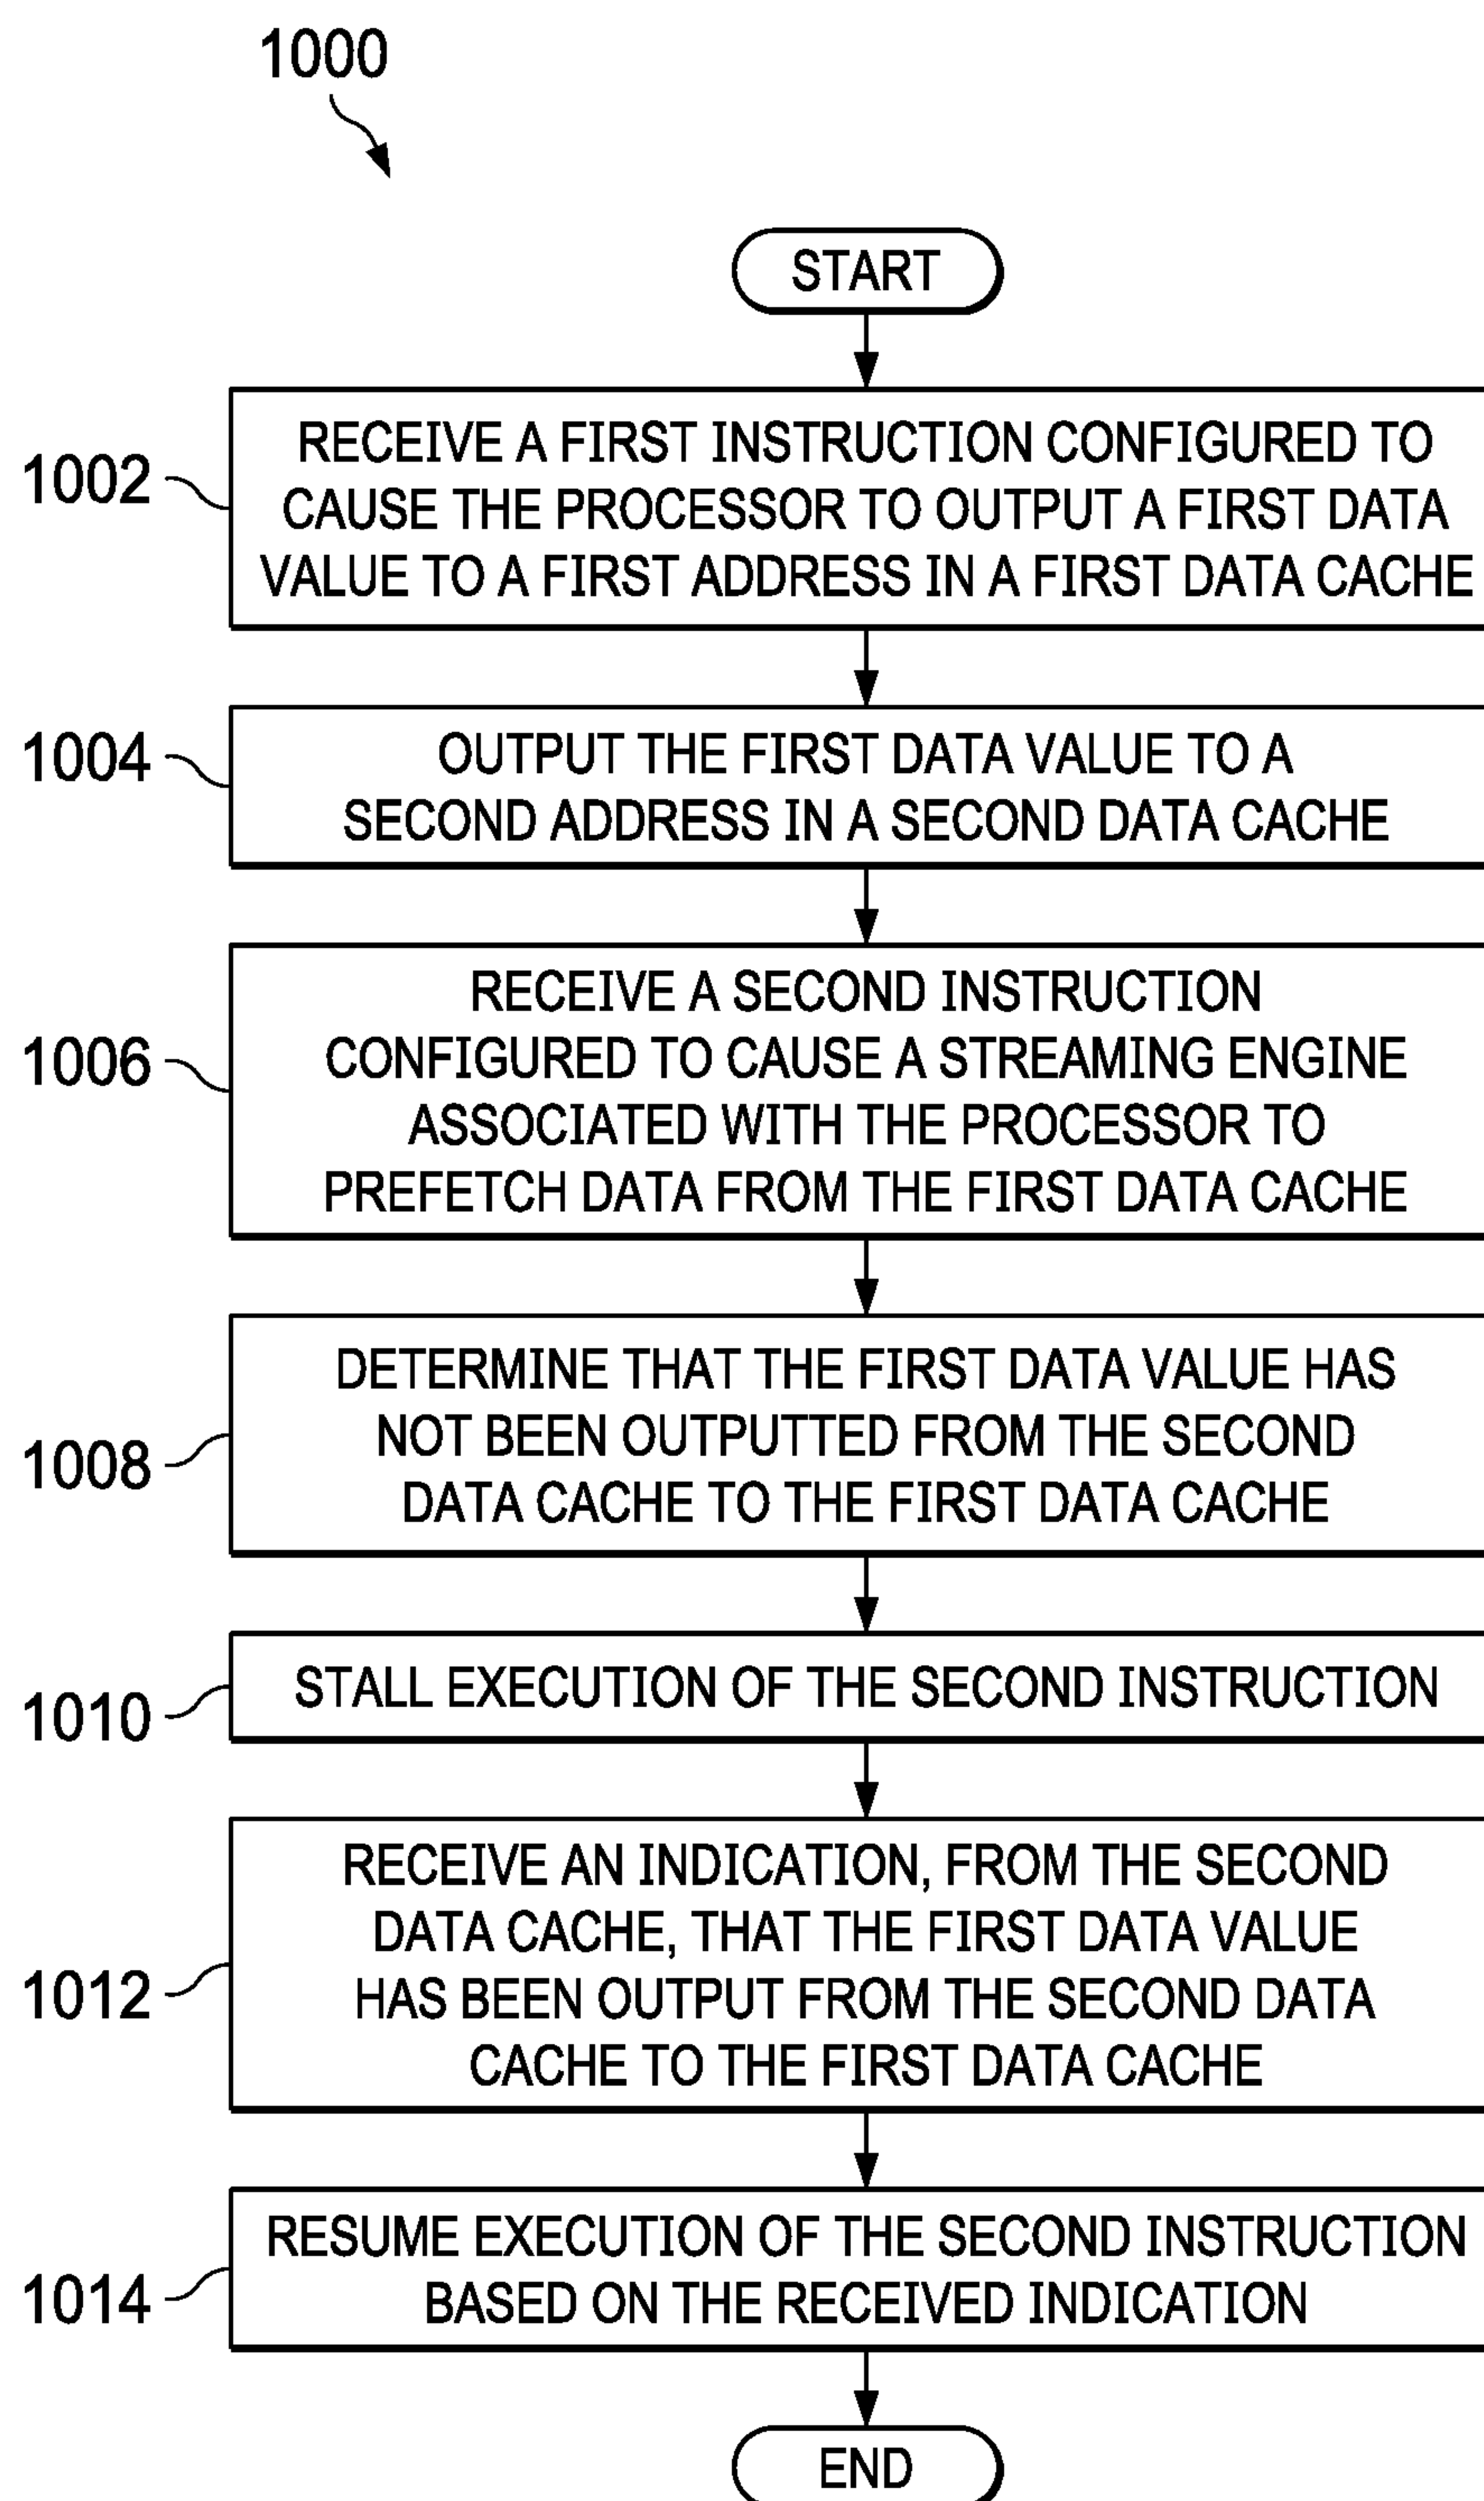 1000
START
1002
RECEIVE A FIRST INSTRUCTION CONFIGURED TO
CAUSE THE PROCESSOR TO OUTPUT A FIRST DATA
VALUE TO A FIRST ADDRESS IN A FIRST DATA CACHE
1004
OUTPUT THE FIRST DATA VALUE TO A
SECOND ADDRESS IN A SECOND DATA CACHE
1006
RECEIVE A SECOND INSTRUCTION
CONFIGURED TO CAUSE A STREAMING ENGINE
ASSOCIATED WITH THE PROCESSOR TO
PREFETCH DATA FROM THE FIRST DATA CACHE
1008
DETERMINE THAT THE FIRST DATA VALUE HAS
NOT BEEN OUTPUTTED FROM THE SECOND
DATA CACHE TO THE FIRST DATA CACHE
1010
STALL EXECUTION OF THE SECOND INSTRUCTION
1012
RECEIVE AN INDICATION, FROM THE SECOND
DATA CACHE, THAT THE FIRST DATA VALUE
HAS BEEN OUTPUT FROM THE SECOND DATA
CACHE TO THE FIRST DATA CACHE
1014
RESUME EXECUTION OF THE SECOND INSTRUCTION
BASED ON THE RECEIVED INDICATION
END